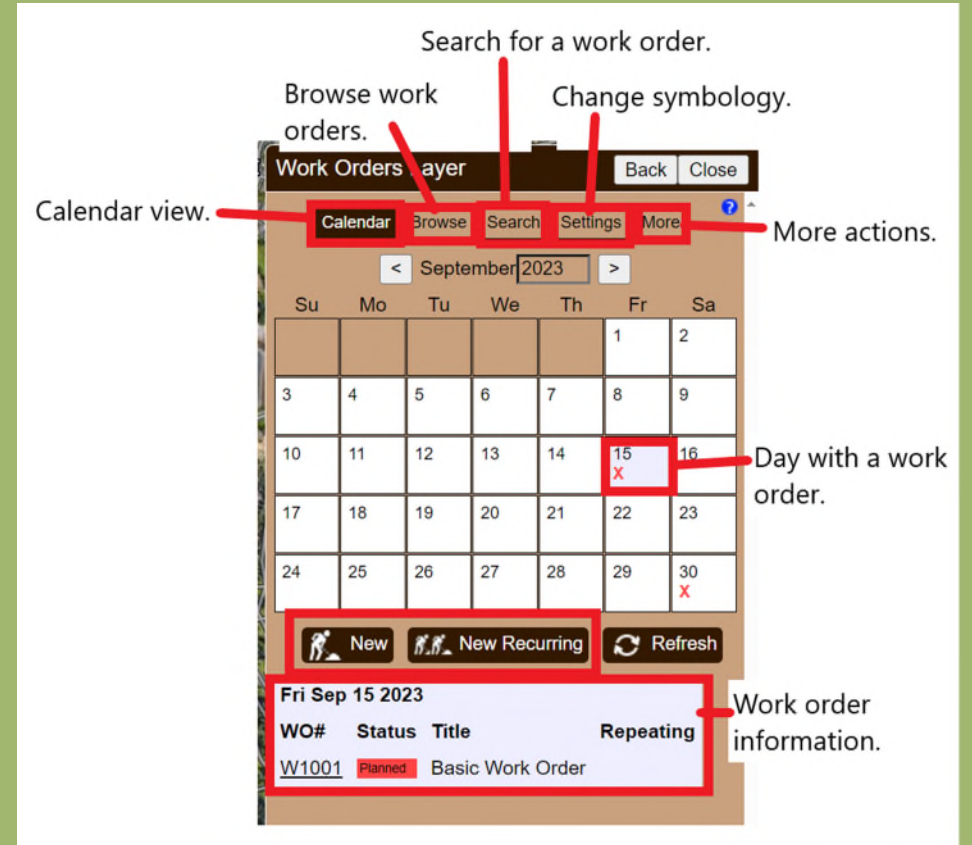 Search for a work order.
Browse work
orders.
Change symbology.
Work Orders Layer
Back
Close
Calendar view.
Calendar
Browse
Search
Settings
More
?
More actions.
<
September
2023
>
Su Mo Tu We Th Fr Sa
1 2
3 4 5 6 7 8 9
10 11 12 13 14 15 16
X
Day with a work
order.
17 18 19 20 21 22 23
24 25 26 27 28 29 30
X
New
New Recurring
Refresh
Fri Sep 15 2023
WO# Status Title Repeating
W1001 Planned Basic Work Order
Work order
information.